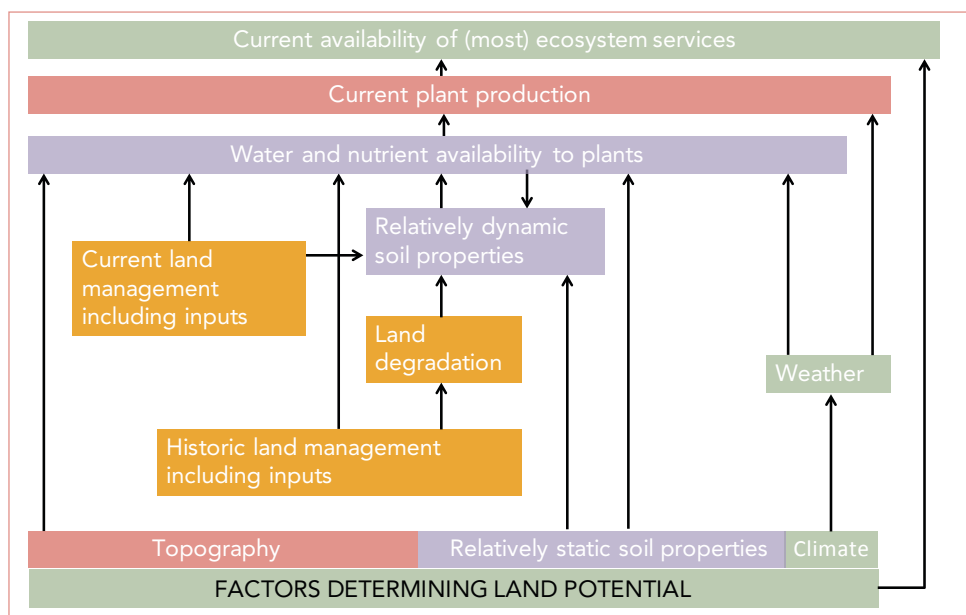 Current availability of (most) ecosystem services
Current plant production
Water and nutrient availability to plants
Relatively dynamic
soil properties
Current land
management
including inputs
Land
degradation
Weather
Historic land management
including inputs
Topography
Relatively static soil properties
Climate
FACTORS DETERMINING LAND POTENTIAL